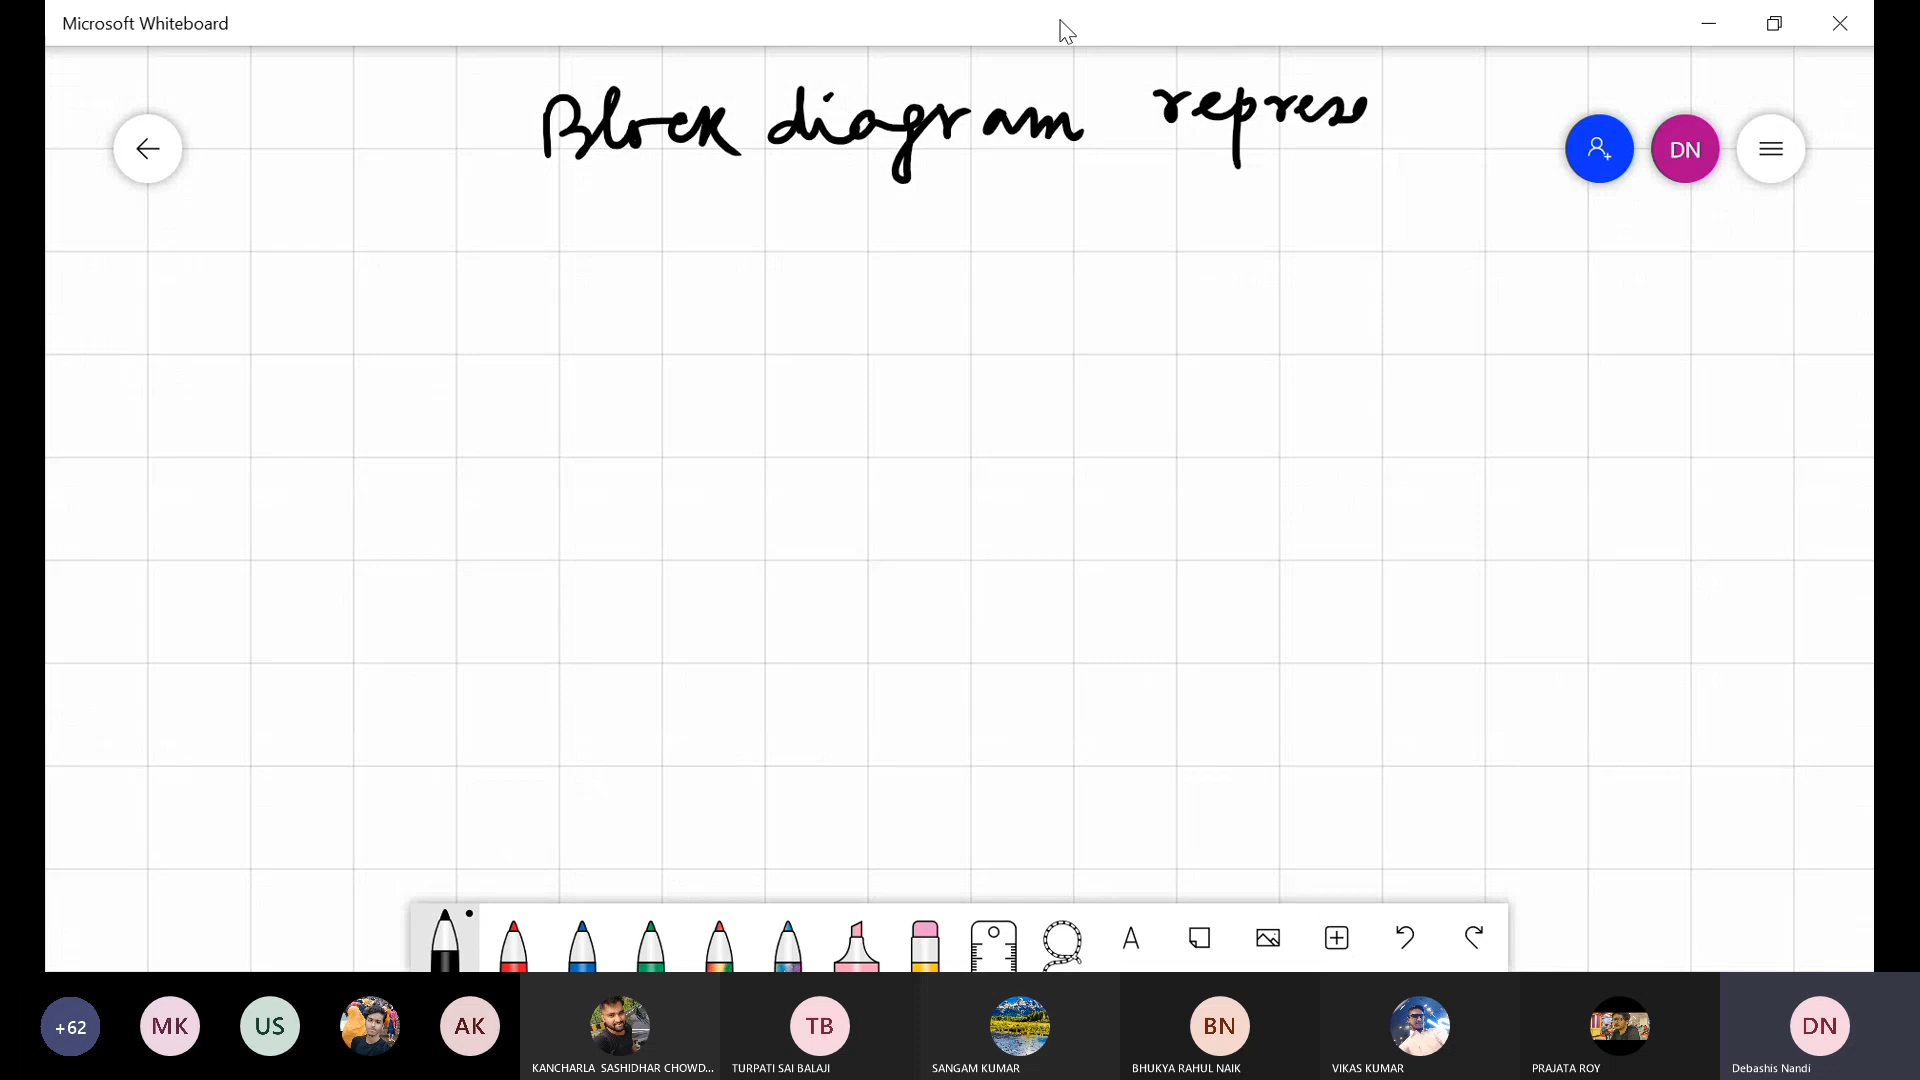 Microsoft Whiteboard
Block diagram represe
DN
A
+62
MK
US
AK
TB
BN
DN
KANCHARLA SASHIDHAR CHOWD...
TURPATI SAI BALAJI
SANGAM KUMAR
BHUKYA RAHUL NAIK
VIKAS KUMAR
PRAJATA ROY
Debashis Nandi